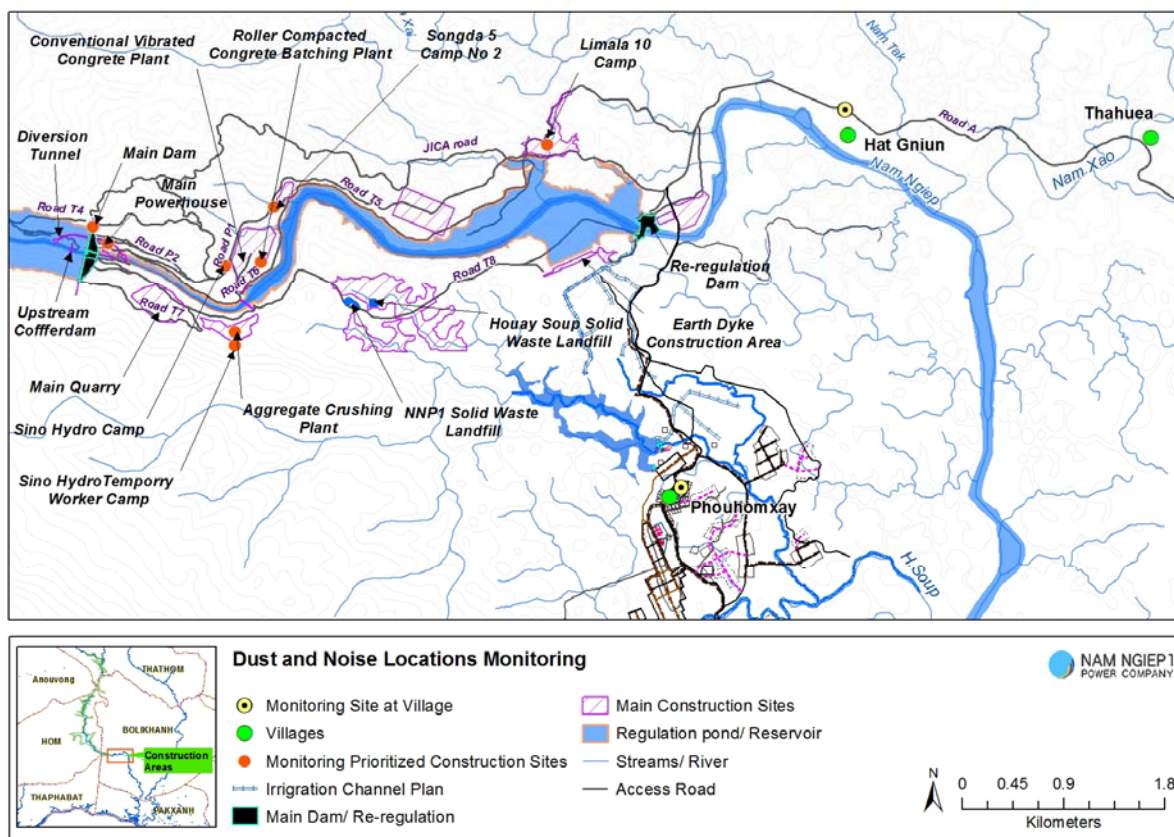 Conventional Vibrated
Concrete Plant
Roller Compacted
Congrete Batching Plant
Songda 5
Camp No 2
Limala 10
Camp
Nam Tak
Thahuea
Road A
Hat Gniun
Nam Xao
Nam Ngiep
Diversion
Tunnel
Main Dam
Main
Powerhouse
JICA road
Road T5
Road T4
Road P2
Road P1
Road T6
Road T7
Road T8
Re-regulation
Dam
Upstream
Coffferdam
Houay Soup Solid
Waste Landfill
Earth Dyke
Construction Area
Main Quarry
Sino Hydro Camp
Aggregate Crushing
Plant
NNP1 Solid Waste
Landfill
Sino HydroTemporry
Worker Camp
Phouhomxay
H.Soup
Dust and Noise Locations Monitoring
NAM NGIEP1
POWER COMPANY
Monitoring Site at Village
Villages
Monitoring Prioritized Construction Sites
Irrigration Channel Plan
Main Dam/ Re-regulation
Main Construction Sites
Regulation pond/ Reservoir
Streams/ River
Access Road
Anouvong
THATHOM
BOLIKHANH
HOM
Construction
Areas
THAPHABAT
PAKXANH
N
0 0.45 0.9 1.8
Kilometers